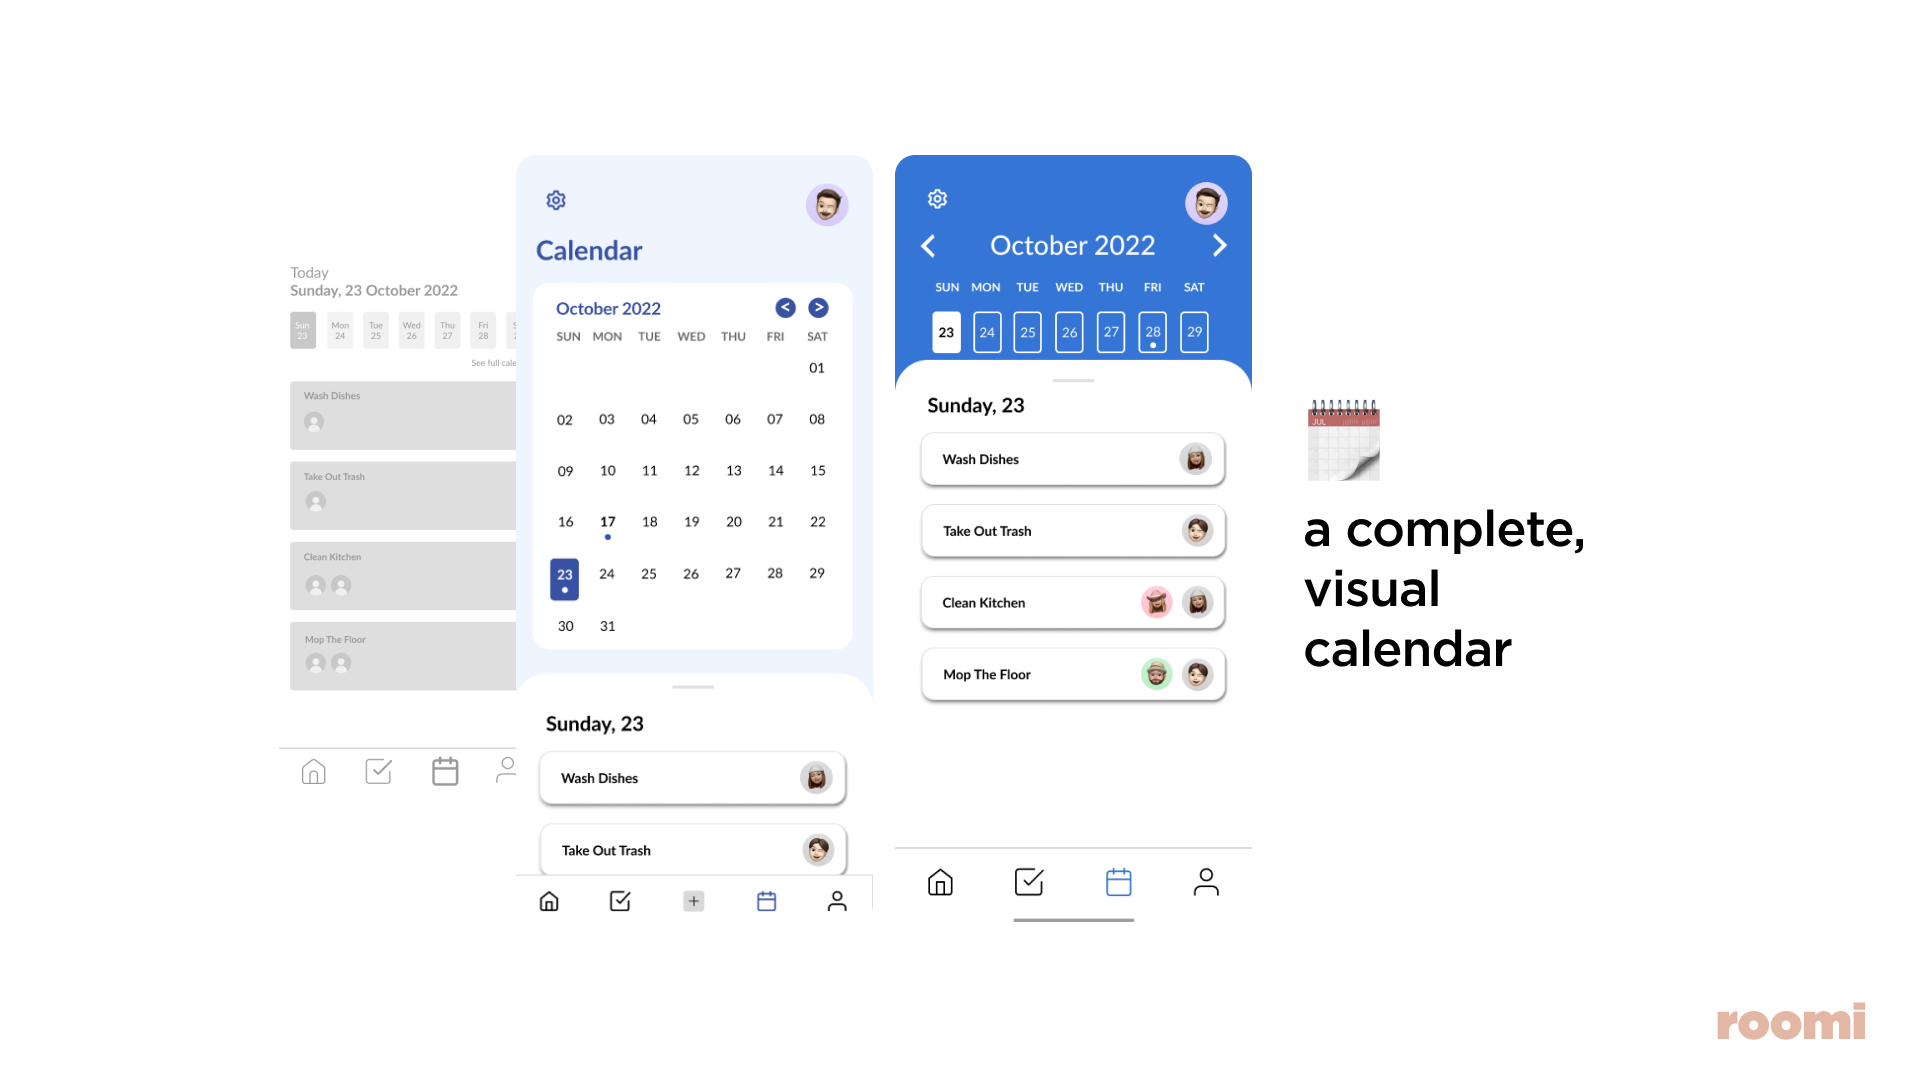 Today
Sunday, 23 October 2022
Sun Mon Tue Wed Thu Fri S
23 24 25 26 27 28 2
See full cale
Wash Dishes
Take Out Trash
Clean Kitchen
Mop The Floor
Calendar
October 2022 < >
SUN MON TUE WED THU FRI SAT
01
02 03 04 05 06 07 08
09 10 11 12 13 14 15
16 17 18 19 20 21 22
23 24 25 26 27 28 29
30 31
Sunday, 23
Wash Dishes
Take Out Trash
October 2022
SUN MON TUE WED THU FRI SAT
23 24 25 26 27 28 29
Sunday, 23
Wash Dishes
Take Out Trash
Clean Kitchen
Mop The Floor
JUL
a complete,
visual
calendar
roomi